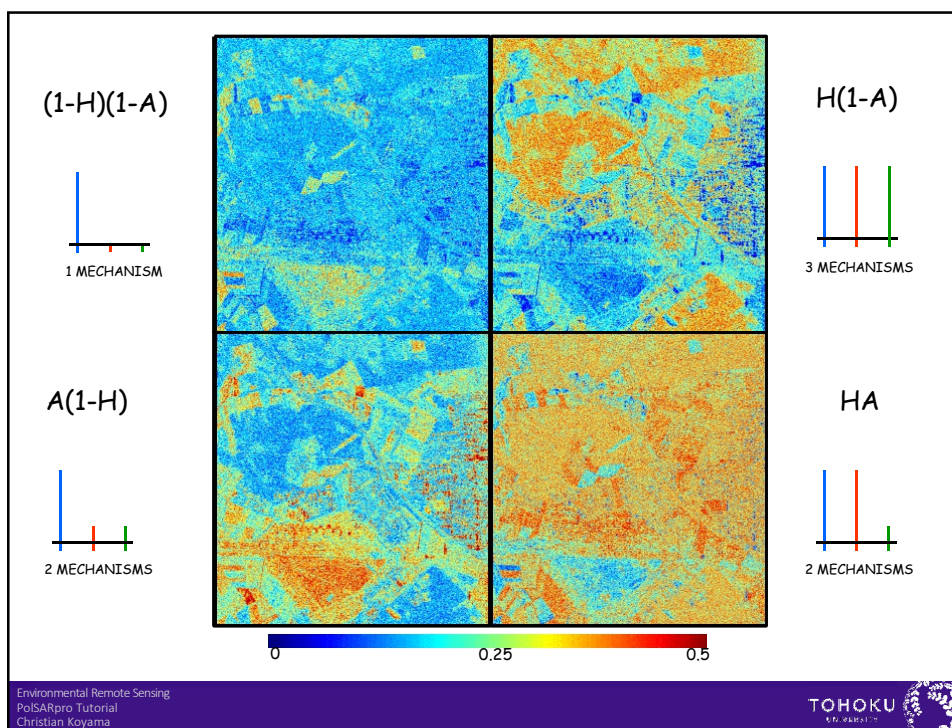 (1-H)(1-A)
H(1-A)
1 MECHANISM
3 MECHANISMS
A(1-H)
HA
2 MECHANISMS
2 MECHANISMS
0
0.25
0.5
Environmental Remote Sensing
PolSARpro Tutorial
Christian Koyama
TOHOKU
UNIVERSITY